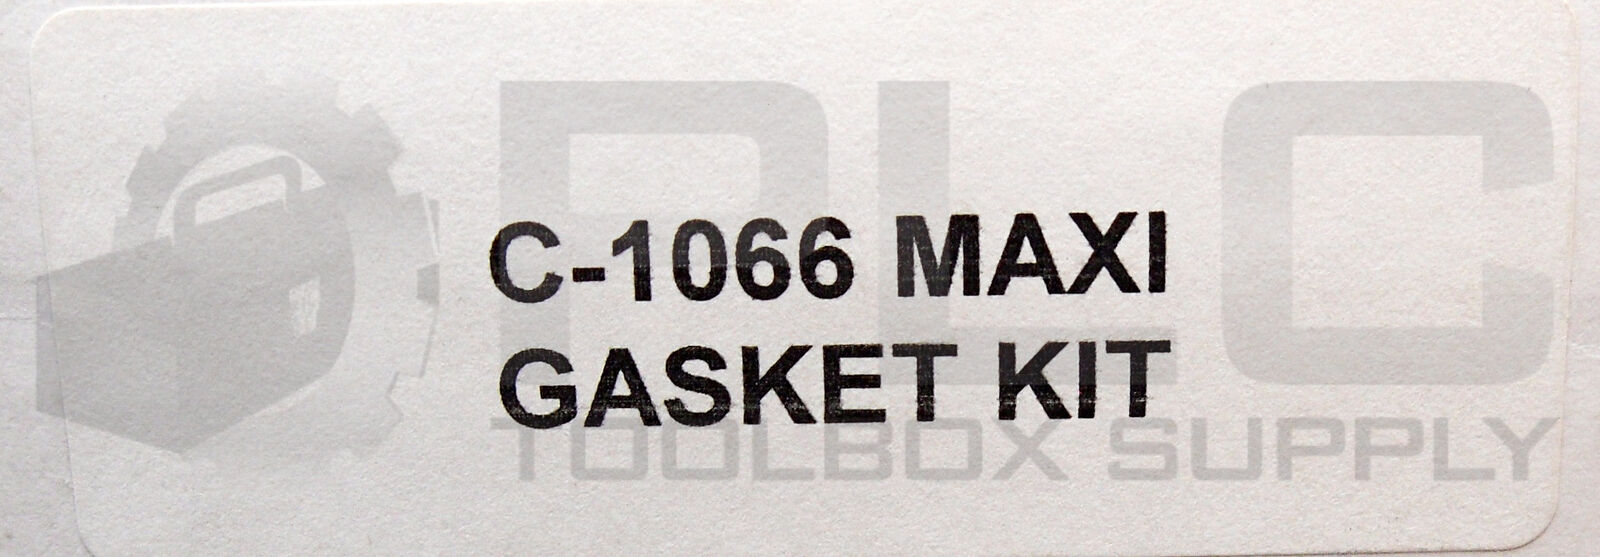 C-1066 MAXI
GASKET KIT
PLC
TOOLBOX SUPPLY